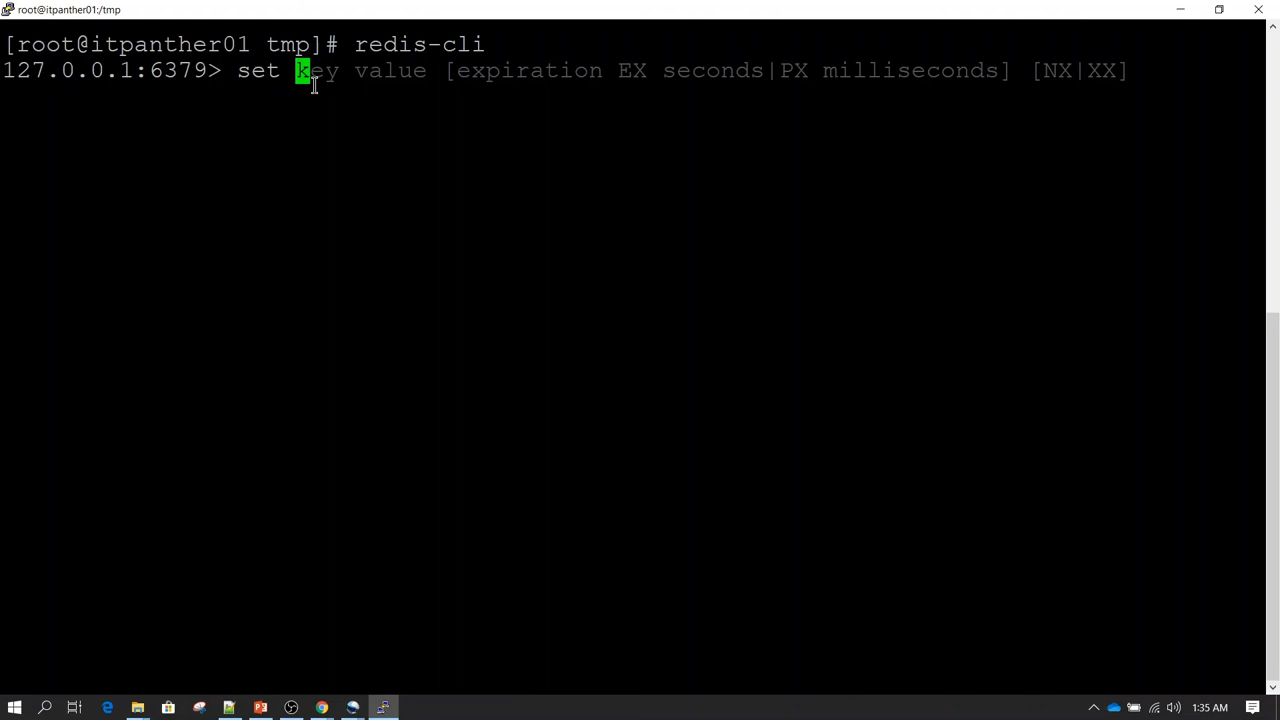 root@itpanther01:/tmp
[root@itpanther01 tmp]# redis-cli
127.0.0.1:6379> set key value [expiration EX seconds|PX milliseconds] [NX|XX]
1:35 AM